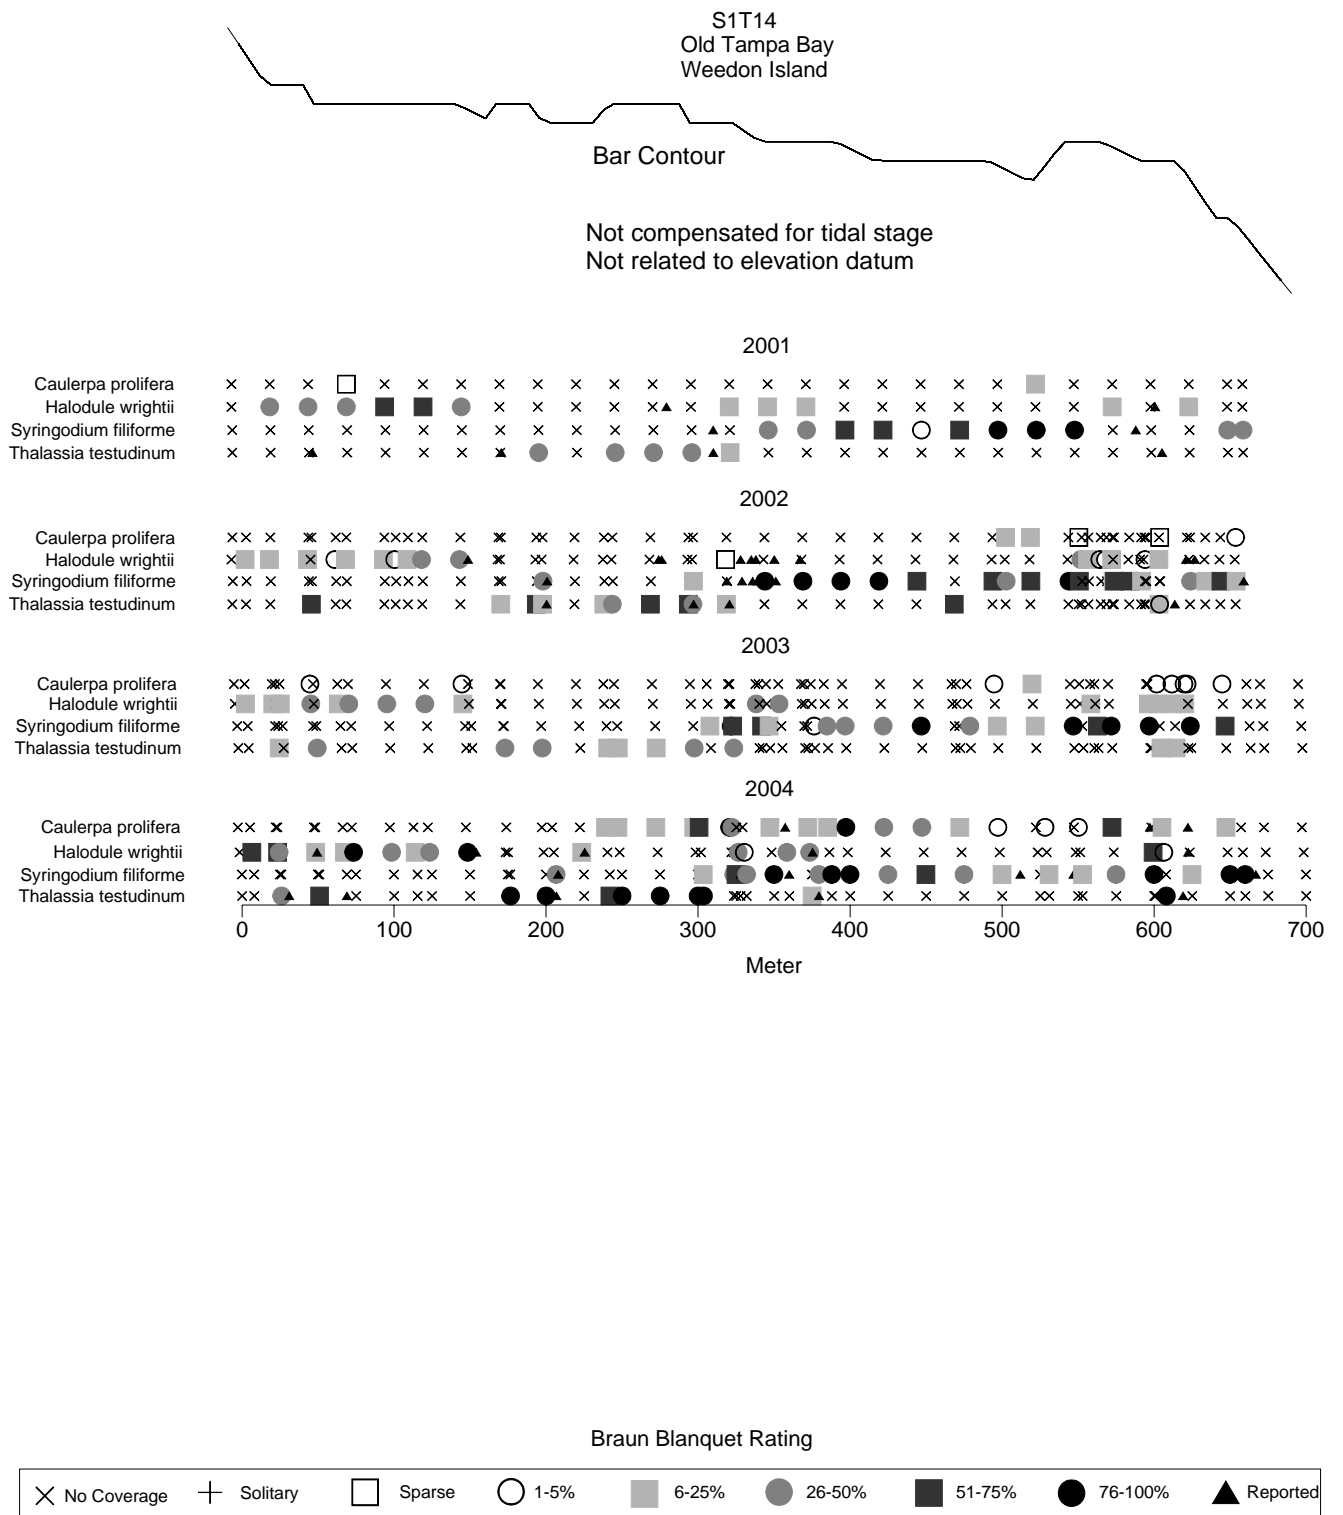 S1T14
Old Tampa Bay
Weedon Island
Bar Contour
Not compensated for tidal stage
Not related to elevation datum
2001
Caulerpa prolifera
Halodule wrightii
Syringodium filiforme
Thalassia testudinum
2002
Caulerpa prolifera
Halodule wrightii
Syringodium filiforme
Thalassia testudinum
2003
Caulerpa prolifera
Halodule wrightii
Syringodium filiforme
Thalassia testudinum
2004
Caulerpa prolifera
Halodule wrightii
Syringodium filiforme
Thalassia testudinum
0 100 200 300 400 500 600 700
Meter
Braun Blanquet Rating
No Coverage Solitary Sparse 1-5% 6-25% 26-50% 51-75% 76-100% Reported